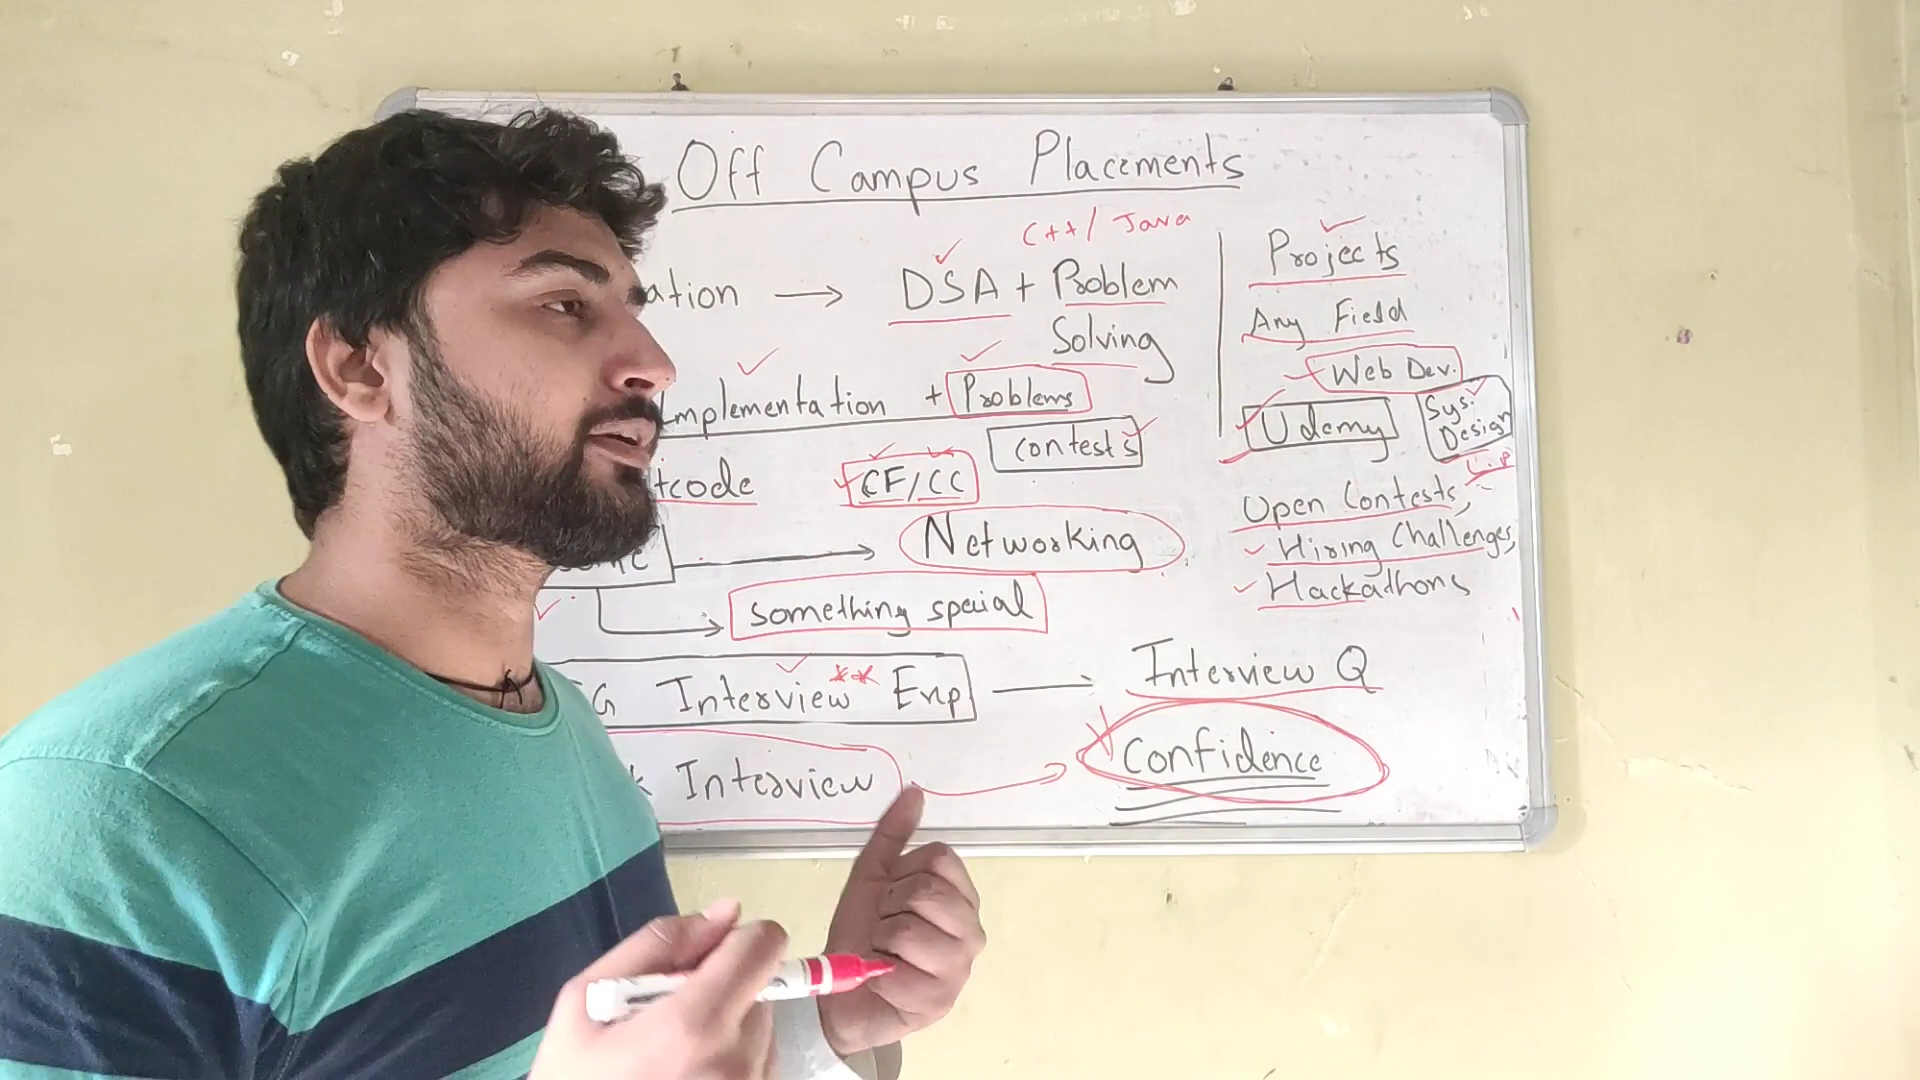 Off Campus Placements
C++/ Java
ation → DSA + Problem
Solving
Implementation + Problems
contests
tcode CF/CC
→ Networking
→ something special
G Interview ** Exp → Interview Q
Interview → Confidence
Projects
Any Field
Web Dev.
Udemy
Sys.
Design
Open Contests,
Hiring Challenges,
Hackathons